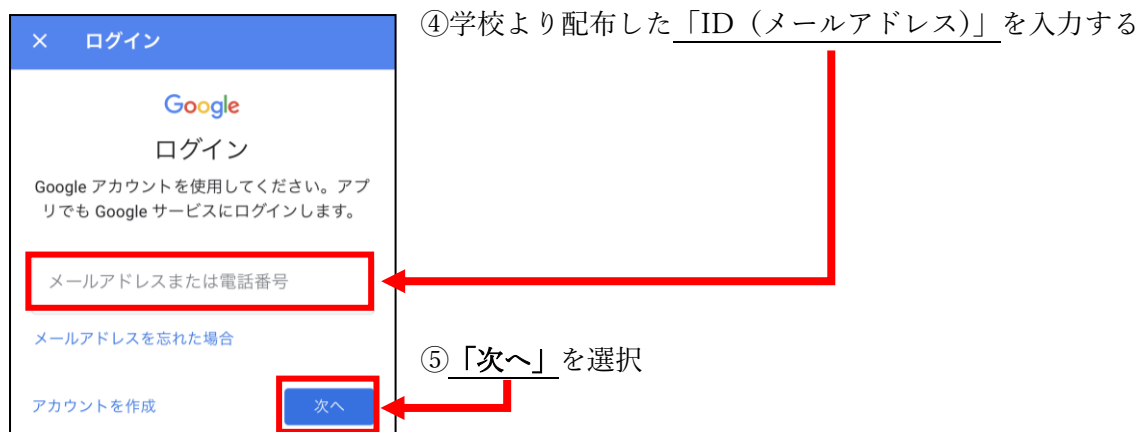 ④学校より配布した「ID（メールアドレス)」を入力する
× ログイン
Google
ログイン
Google アカウントを使用してください。アプ
リでも Google サービスにログインします。
メールアドレスまたは電話番号
メールアドレスを忘れた場合
⑤「次へ」を選択
アカウントを作成
次へ